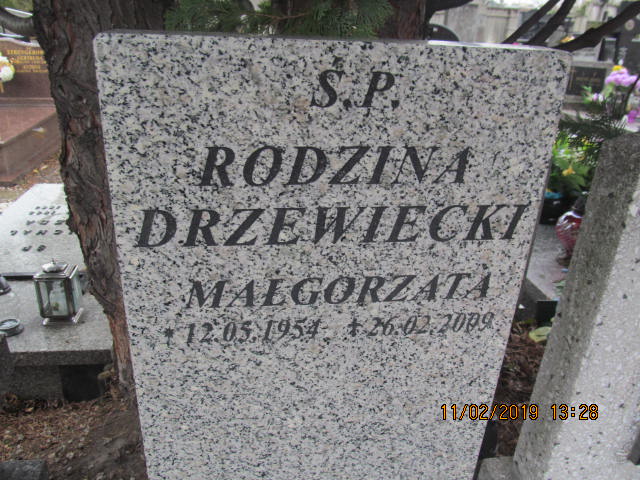 Ś.P.
RODZINA
DRZEWIECKI
MAŁGORZATA
* 12.05.1954 + 26.02.2009
11/02/2019 13:28